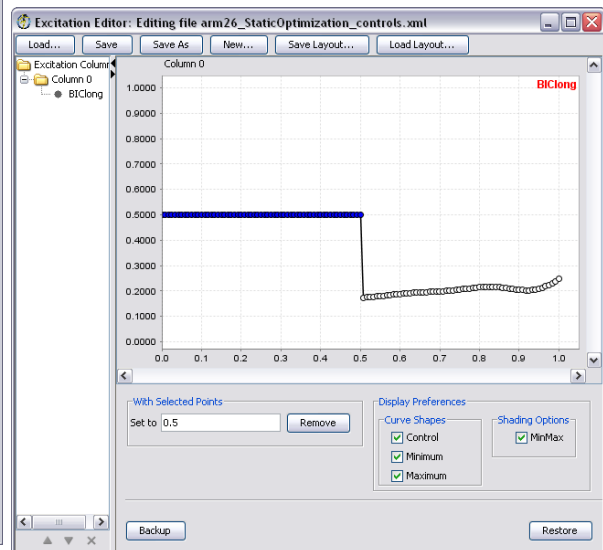 Excitation Editor: Editing file arm26_StaticOptimization_controls.xml
Load... Save Save As New... Save Layout... Load Layout...
Excitation Column
Column 0
BIClong
Column 0
BIClong
1.0000
0.9000
0.8000
0.7000
0.6000
0.5000
0.4000
0.3000
0.2000
0.1000
0.0000
0.0 0.1 0.2 0.3 0.4 0.5 0.6 0.7 0.8 0.9 1.0
With Selected Points
Set to 0.5 Remove
Display Preferences
Curve Shapes
Control
Minimum
Maximum
Shading Options
MinMax
Backup
Restore